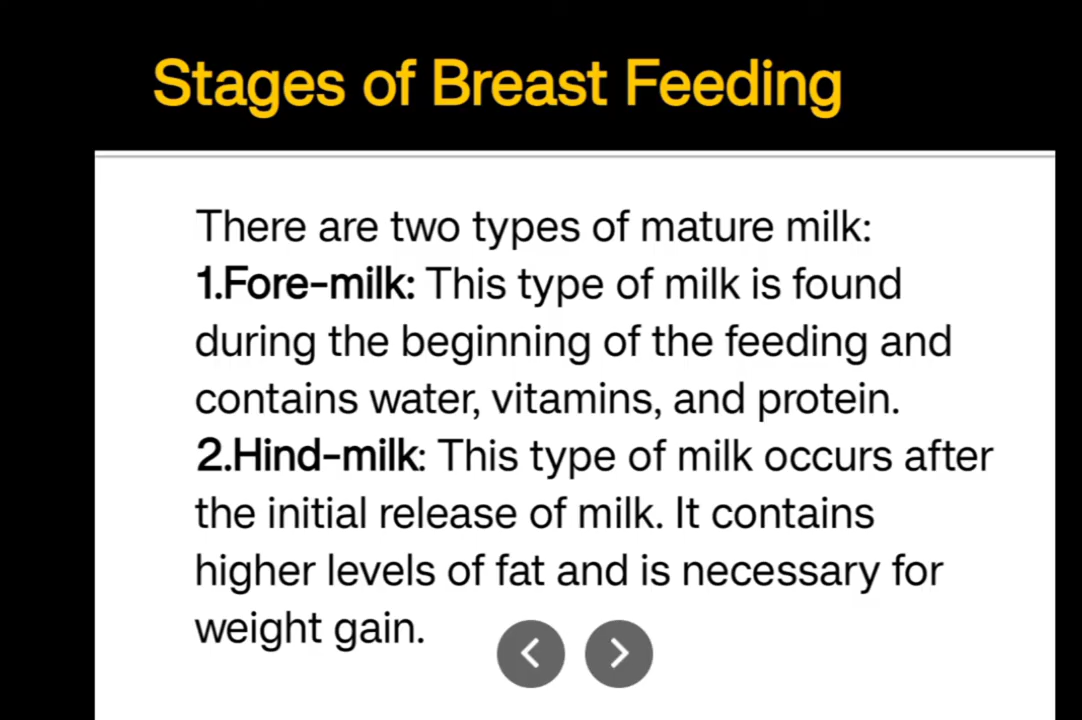 Stages of Breast Feeding
There are two types of mature milk:
1.Fore-milk: This type of milk is found
during the beginning of the feeding and
contains water, vitamins, and protein.
2.Hind-milk: This type of milk occurs after
the initial release of milk. It contains
higher levels of fat and is necessary for
weight gain.